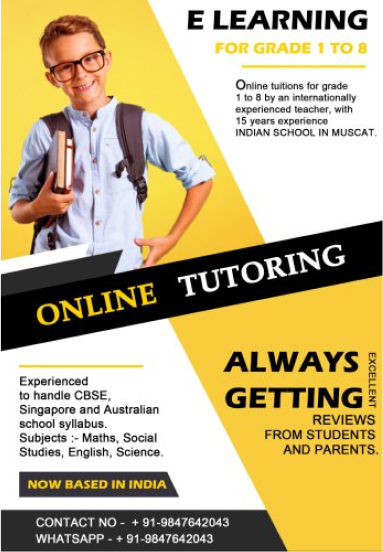 E LEARNING
FOR GRADE 1 TO 8
Online tuitions for grade
1 to 8 by an internationally
experienced teacher, with
15 years experience
INDIAN SCHOOL IN MUSCAT.
ONLINE TUTORING
ALWAYS
GETTING
EXCELLENT
REVIEWS
FROM STUDENTS
AND PARENTS.
Experienced
to handle CBSE,
Singapore and Australian
school syllabus.
Subjects :- Maths, Social
Studies, English, Science.
NOW BASED IN INDIA
CONTACT NO - + 91-9847642043
WHATSAPP - + 91-9847642043